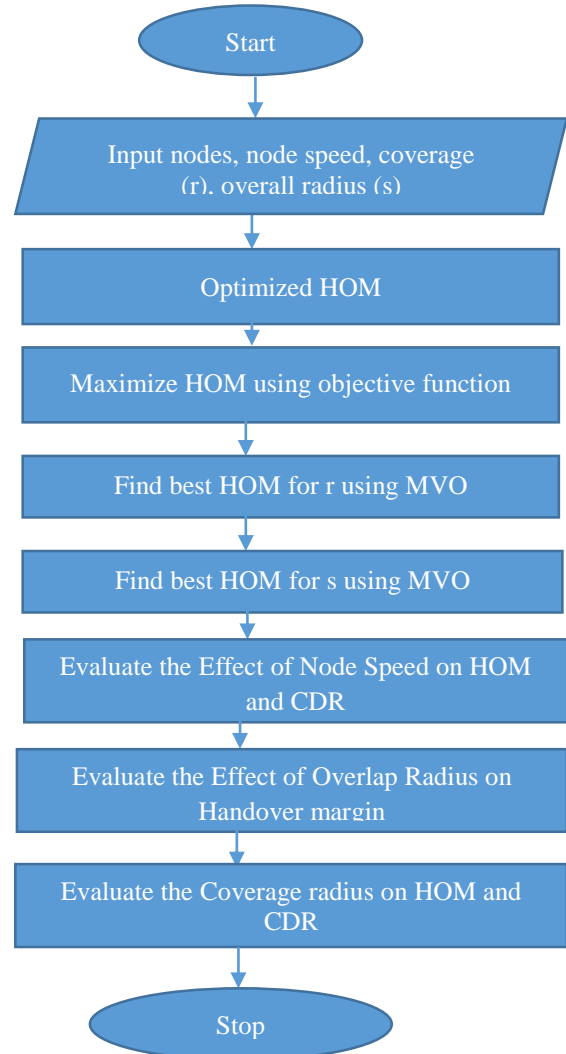 Start
Input nodes, node speed, coverage
(r), overall radius (s)
Optimized HOM
Maximize HOM using objective function
Find best HOM for r using MVO
Find best HOM for s using MVO
Evaluate the Effect of Node Speed on HOM
and CDR
Evaluate the Effect of Overlap Radius on
Handover margin
Evaluate the Coverage radius on HOM and
CDR
Stop